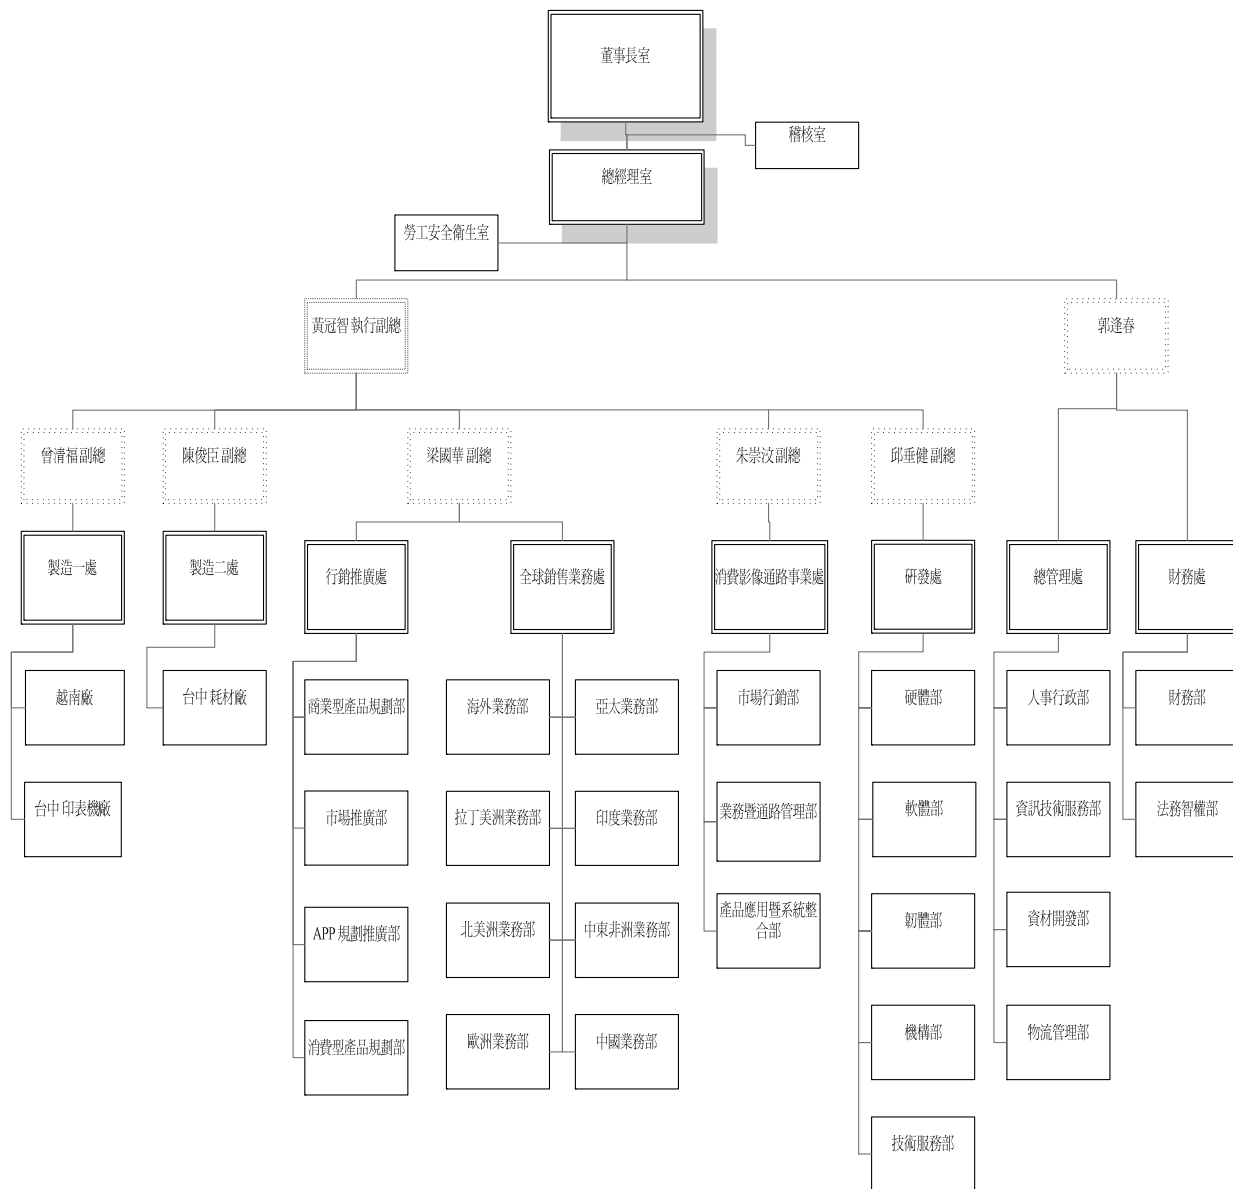 董事長室
稽核室
總經理室
勞工安全衛生室
黃冠智 執行副總
郭逢春
曾清福 副總
陳俊臣 副總
梁國華 副總
朱崇汶 副總
邱垂健 副總
製造一處
製造二處
行銷推廣處
全球銷售業務處
消費影像通路事業處
研發處
總管理處
財務處
越南廠
台中 耗材廠
商業型產品規劃部
海外業務部
亞太業務部
市場行銷部
硬體部
人事行政部
財務部
台中 印表機廠
市場推廣部
拉丁美洲業務部
印度業務部
業務暨通路管理部
軟體部
資訊技術服務部
法務智權部
APP 規劃推廣部
北美洲業務部
中東非洲業務部
產品應用暨系統整
合部
韌體部
資材開發部
消費型產品規劃部
歐洲業務部
中國業務部
機構部
物流管理部
技術服務部